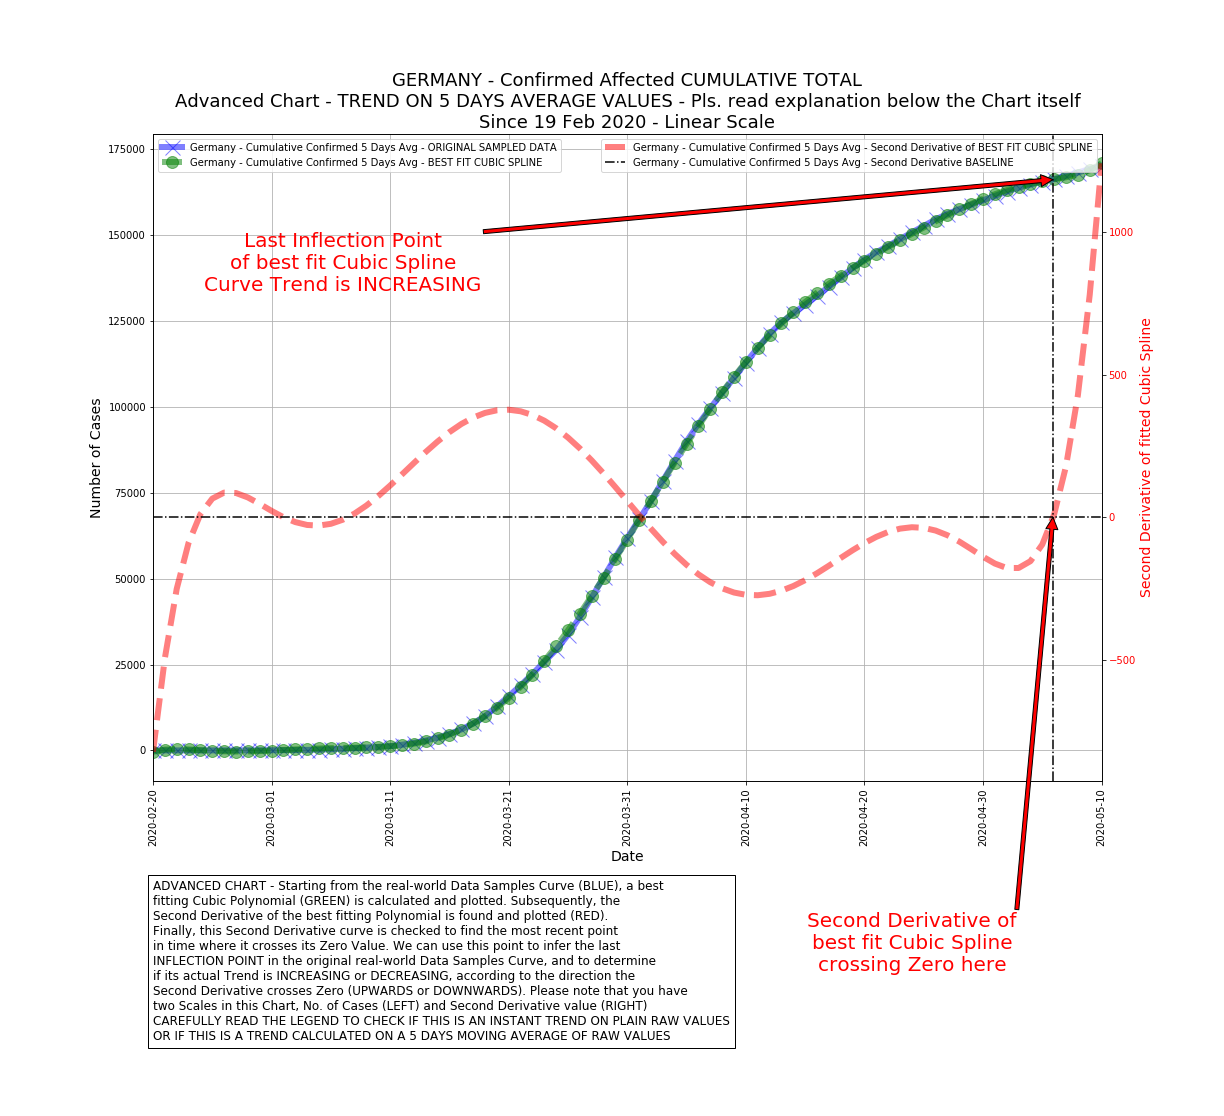 GERMANY - Confirmed Affected CUMULATIVE TOTAL
Advanced Chart - TREND ON 5 DAYS AVERAGE VALUES - Pls. read explanation below the Chart itself
Since 19 Feb 2020 - Linear Scale
Germany - Cumulative Confirmed 5 Days Avg - ORIGINAL SAMPLED DATA
Germany - Cumulative Confirmed 5 Days Avg - BEST FIT CUBIC SPLINE
Germany - Cumulative Confirmed 5 Days Avg - Second Derivative of BEST FIT CUBIC SPLINE
Germany - Cumulative Confirmed 5 Days Avg - Second Derivative BASELINE
Last Inflection Point
of best fit Cubic Spline
Curve Trend is INCREASING
Number of Cases
175000
150000
125000
100000
75000
50000
25000
0
1000
500
0
−500
Second Derivative of fitted Cubic Spline
2020-02-20
2020-03-01
2020-03-11
2020-03-21
2020-03-31
2020-04-10
2020-04-20
2020-04-30
2020-05-10
Date
ADVANCED CHART - Starting from the real-world Data Samples Curve (BLUE), a best
fitting Cubic Polynomial (GREEN) is calculated and plotted. Subsequently, the
Second Derivative of the best fitting Polynomial is found and plotted (RED).
Finally, this Second Derivative curve is checked to find the most recent point
in time where it crosses its Zero Value. We can use this point to infer the last
INFLECTION POINT in the original real-world Data Samples Curve, and to determine
if its actual Trend is INCREASING or DECREASING, according to the direction the
Second Derivative crosses Zero (UPWARDS or DOWNWARDS). Please note that you have
two Scales in this Chart, No. of Cases (LEFT) and Second Derivative value (RIGHT)
CAREFULLY READ THE LEGEND TO CHECK IF THIS IS AN INSTANT TREND ON PLAIN RAW VALUES
OR IF THIS IS A TREND CALCULATED ON A 5 DAYS MOVING AVERAGE OF RAW VALUES
Second Derivative of
best fit Cubic Spline
crossing Zero here